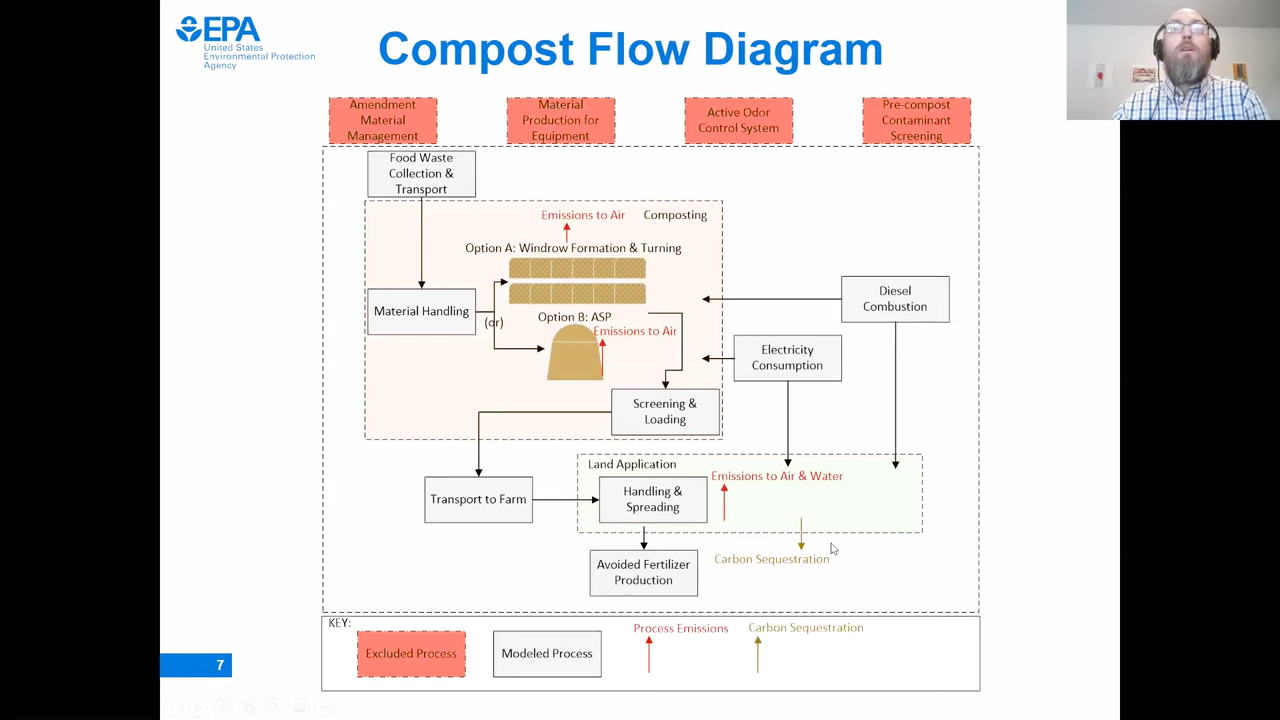 EPA
United States
Environmental Protection
Agency
Compost Flow Diagram
Amendment
Material
Management
Material
Production for
Equipment
Active Odor
Control System
Pre-compost
Contaminant
Screening
Food Waste
Collection &
Transport
Emissions to Air
Composting
Option A: Windrow Formation & Turning
Material Handling
(or)
Option B: ASP
Emissions to Air
Diesel
Combustion
Electricity
Consumption
Screening &
Loading
Land Application
Emissions to Air & Water
Transport to Farm
Handling &
Spreading
Carbon Sequestration
Avoided Fertilizer
Production
KEY:
Excluded Process
Modeled Process
Process Emissions
Carbon Sequestration
7